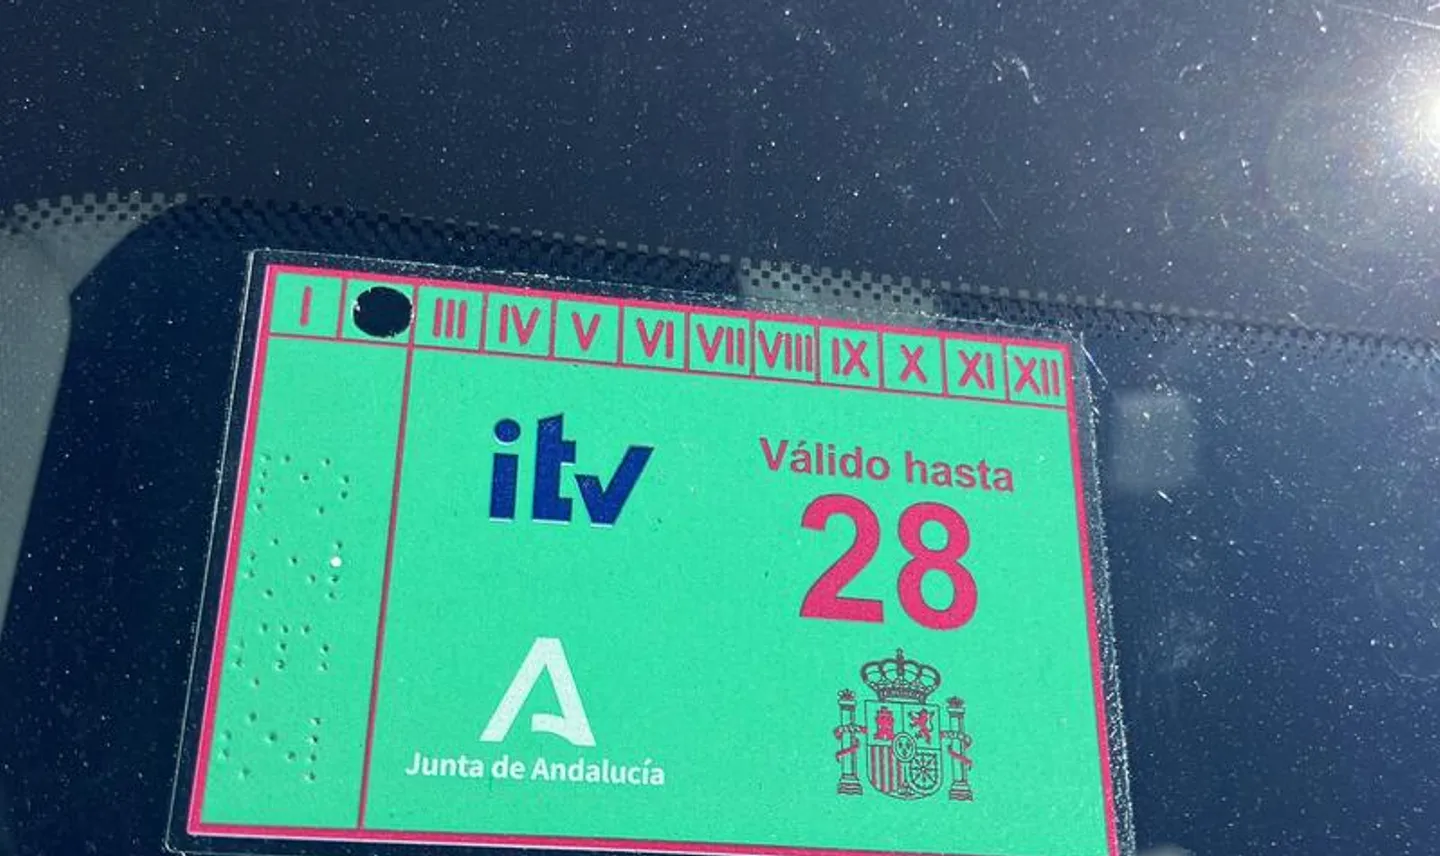 I III IV V VI VII VIII IX X XI XII
itv
Válido hasta
28
Junta de Andalucía